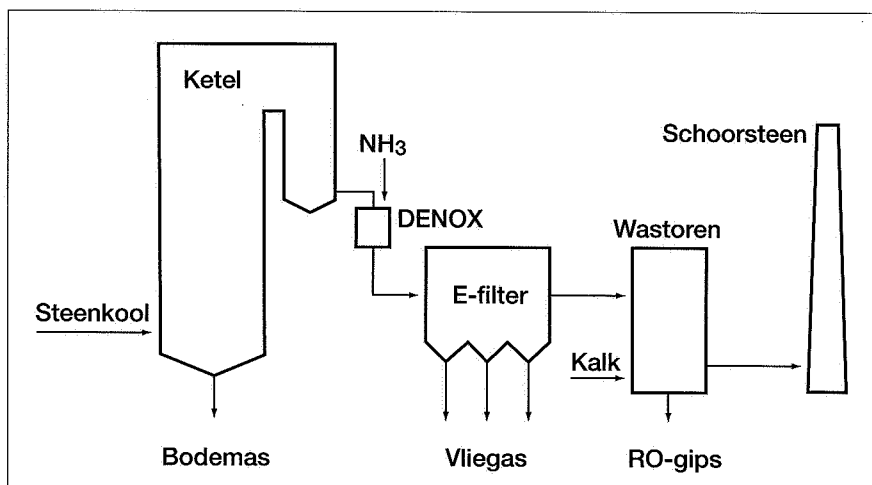 Ketel
Schoorsteen
NH3
DENOX
Wastoren
E-filter
Steenkool
Kalk
Bodemas
Vliegas
RO-gips